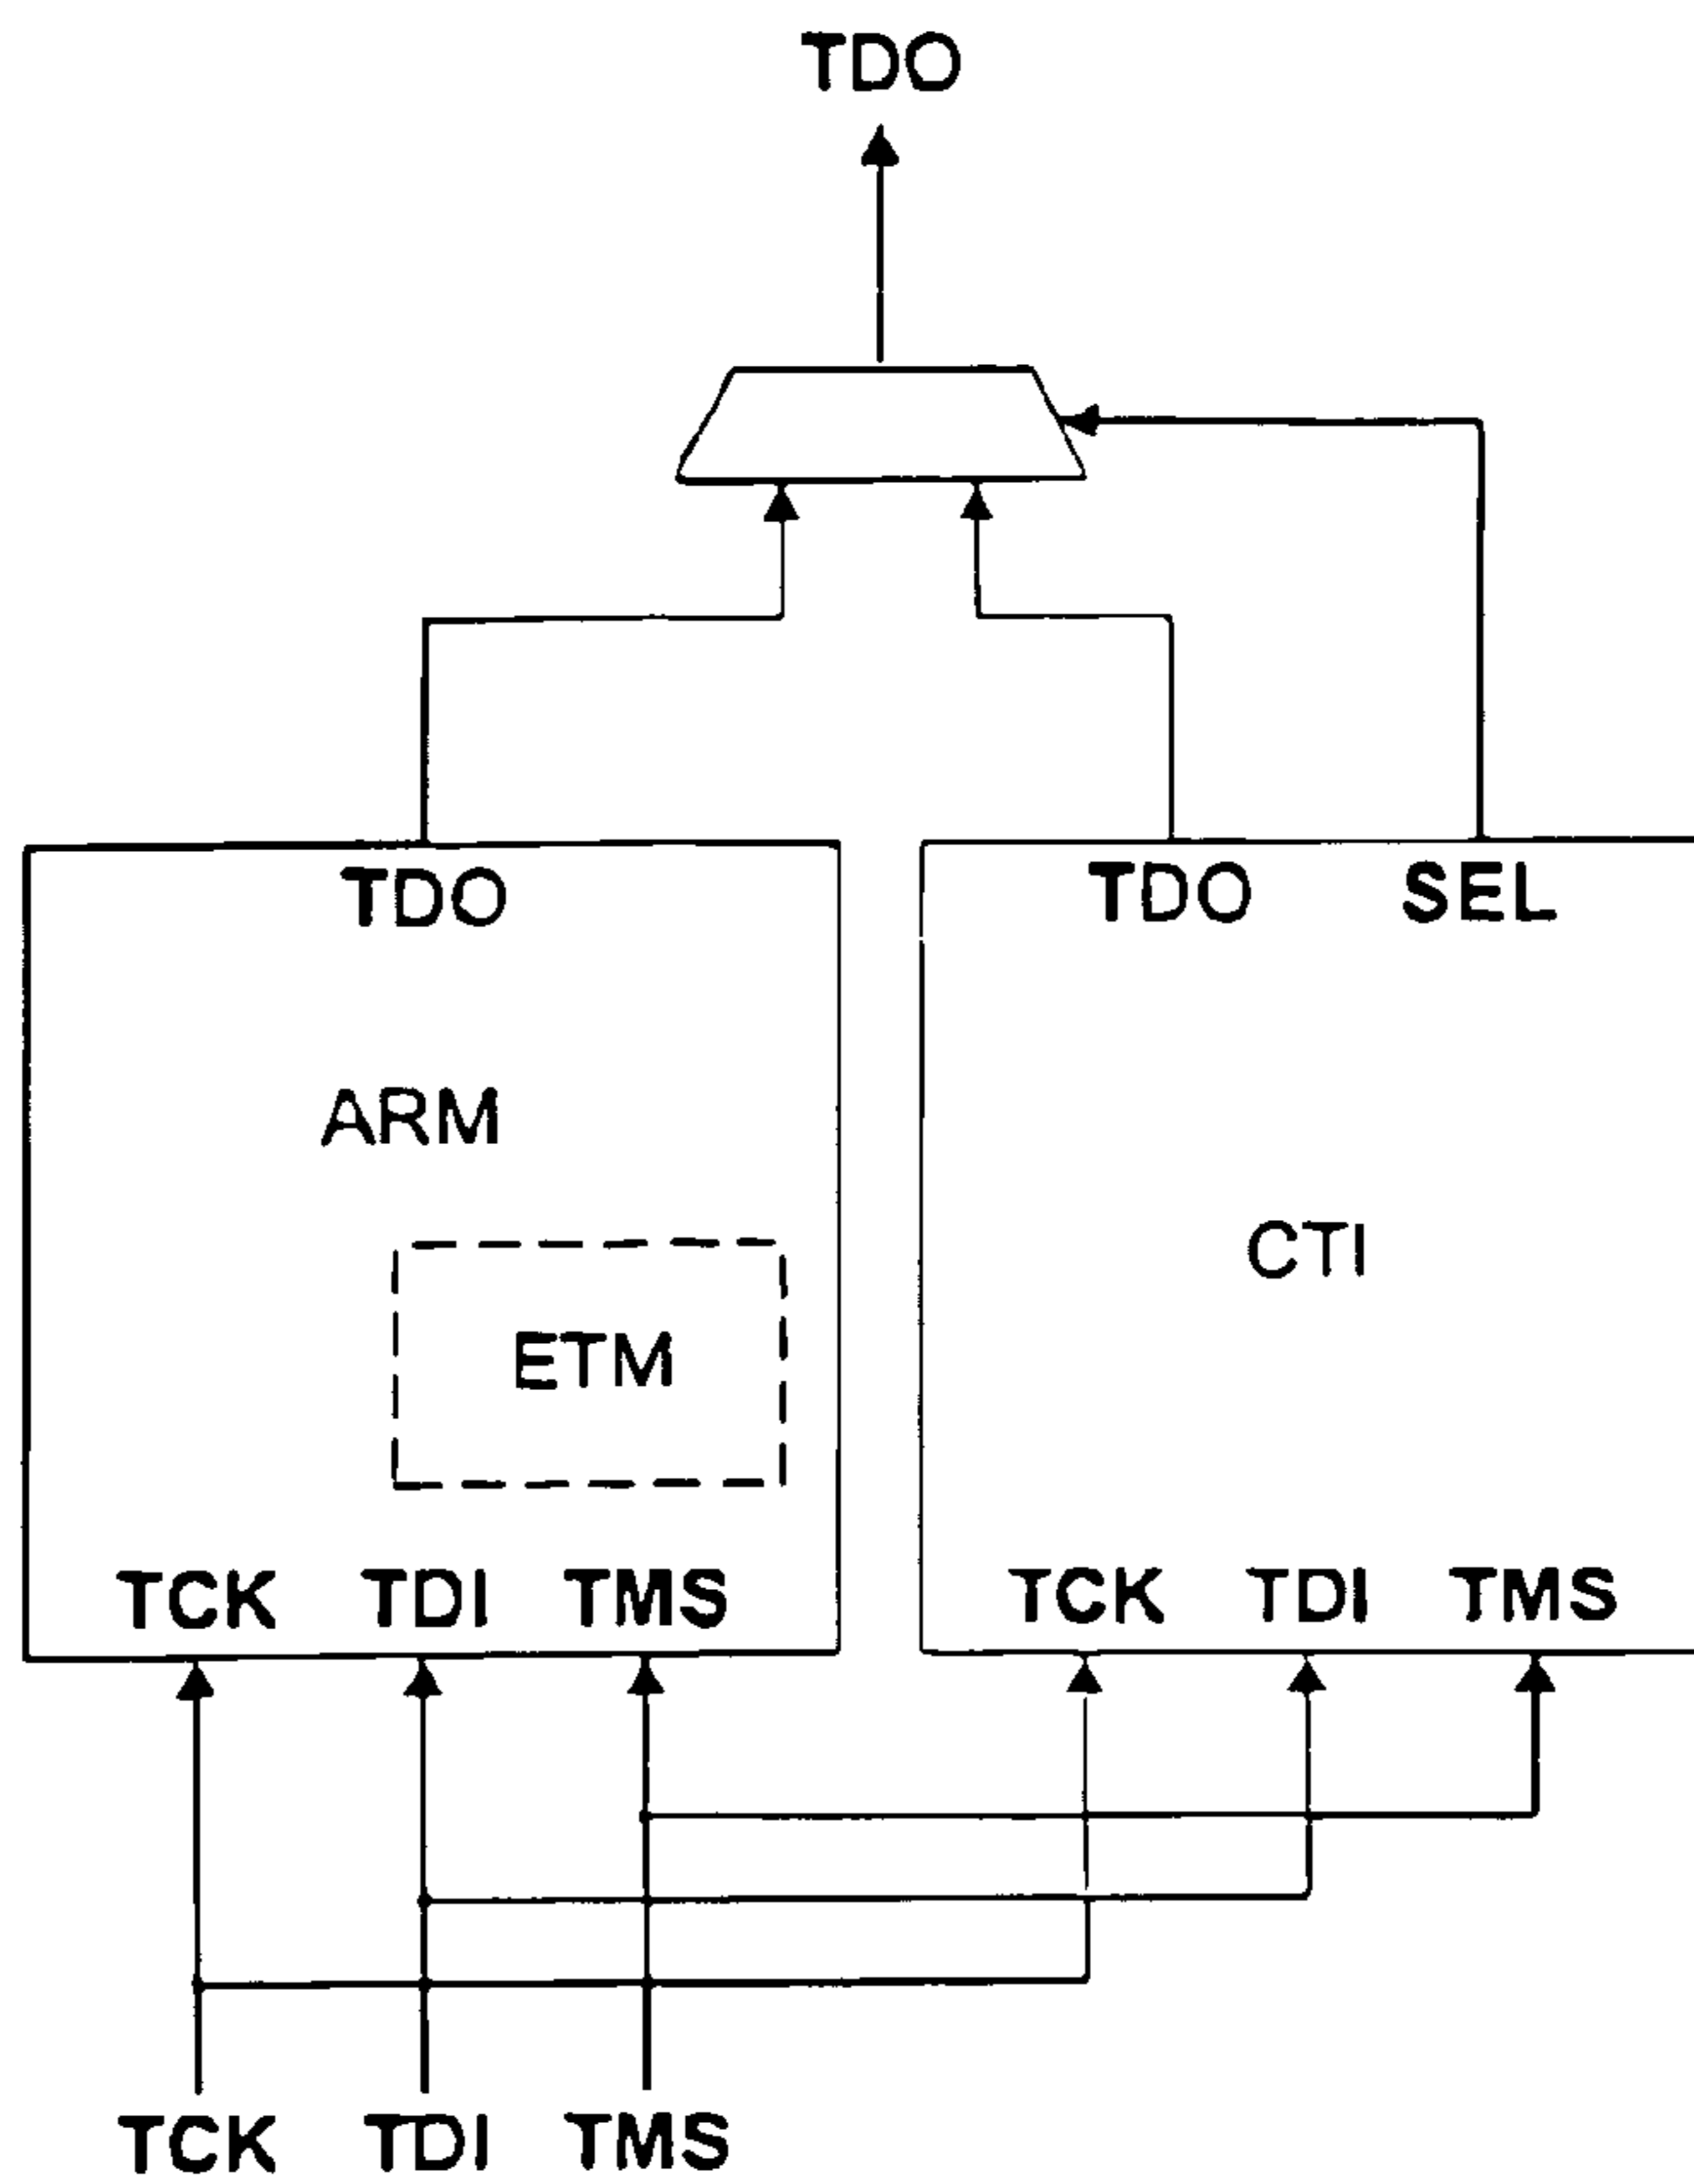 TDO
TDO TDO SEL
ARM
CTI
ETM
TCK TDI TMS TCK TDI TMS
TCK TDI TMS